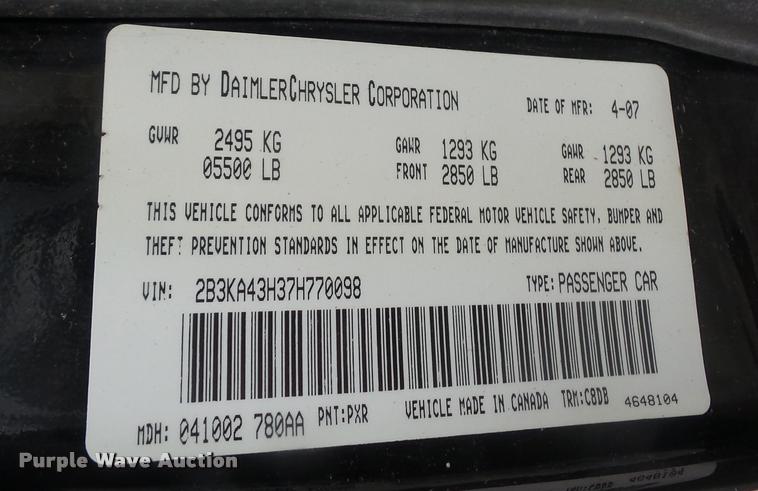 MFD BY DAIMLERCHRYSLER CORPORATION DATE OF MFR: 4-07
GVWR 2495 KG GAWR 1293 KG GAWR 1293 KG
05500 LB FRONT 2850 LB REAR 2850 LB
THIS VEHICLE CONFORMS TO ALL APPLICABLE FEDERAL MOTOR VEHICLE SAFETY, BUMPER AND
THEFT PREVENTION STANDARDS IN EFFECT ON THE DATE OF MANUFACTURE SHOWN ABOVE.
VIN: 2B3KA43H37H770098 TYPE: PASSENGER CAR
MDH: 041002 780AA PNT:PXR VEHICLE MADE IN CANADA TRM:C8DB 4648104
Purple Wave Auction